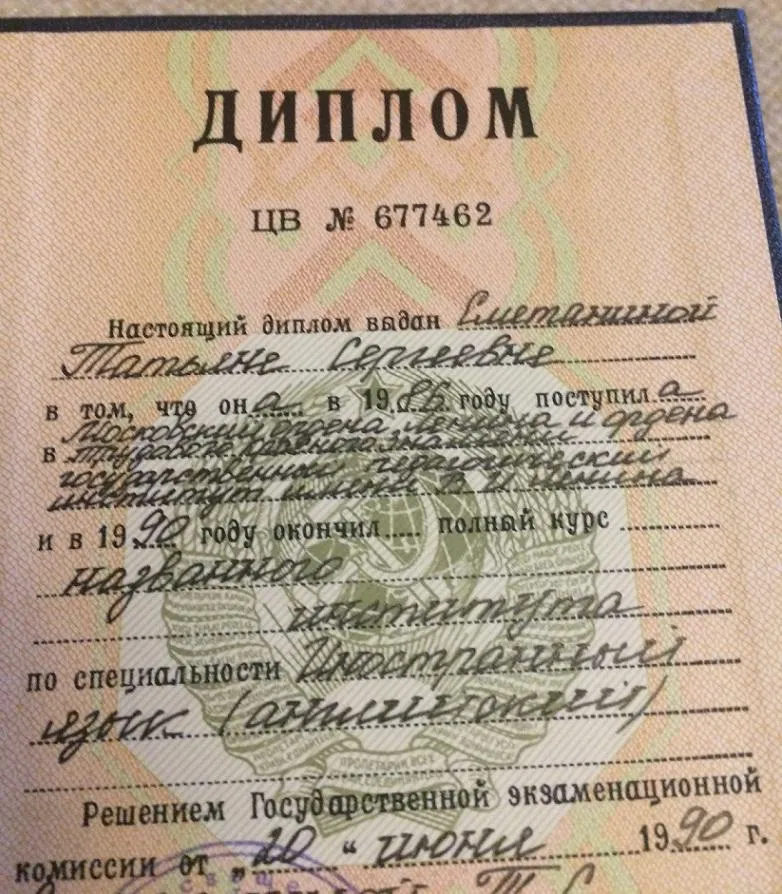 ДИПЛОМ
ЦВ № 677462
Настоящий диплом выдан Сметаниной
Татьяне Сергеевне
в том, что она в 1986 году поступила
Московский ордена Ленина и ордена
в Трудового Красного Знамени
государственный педагогический
институт имени В И Ленина
и в 1990 году окончил полный курс
названного
института
по специальности Иностранный
язык (английский)
ПРОЛЕТАРИИ ВСЕХ
Решением Государственной экзаменационной
комиссии от „20“ июня 1990 г.